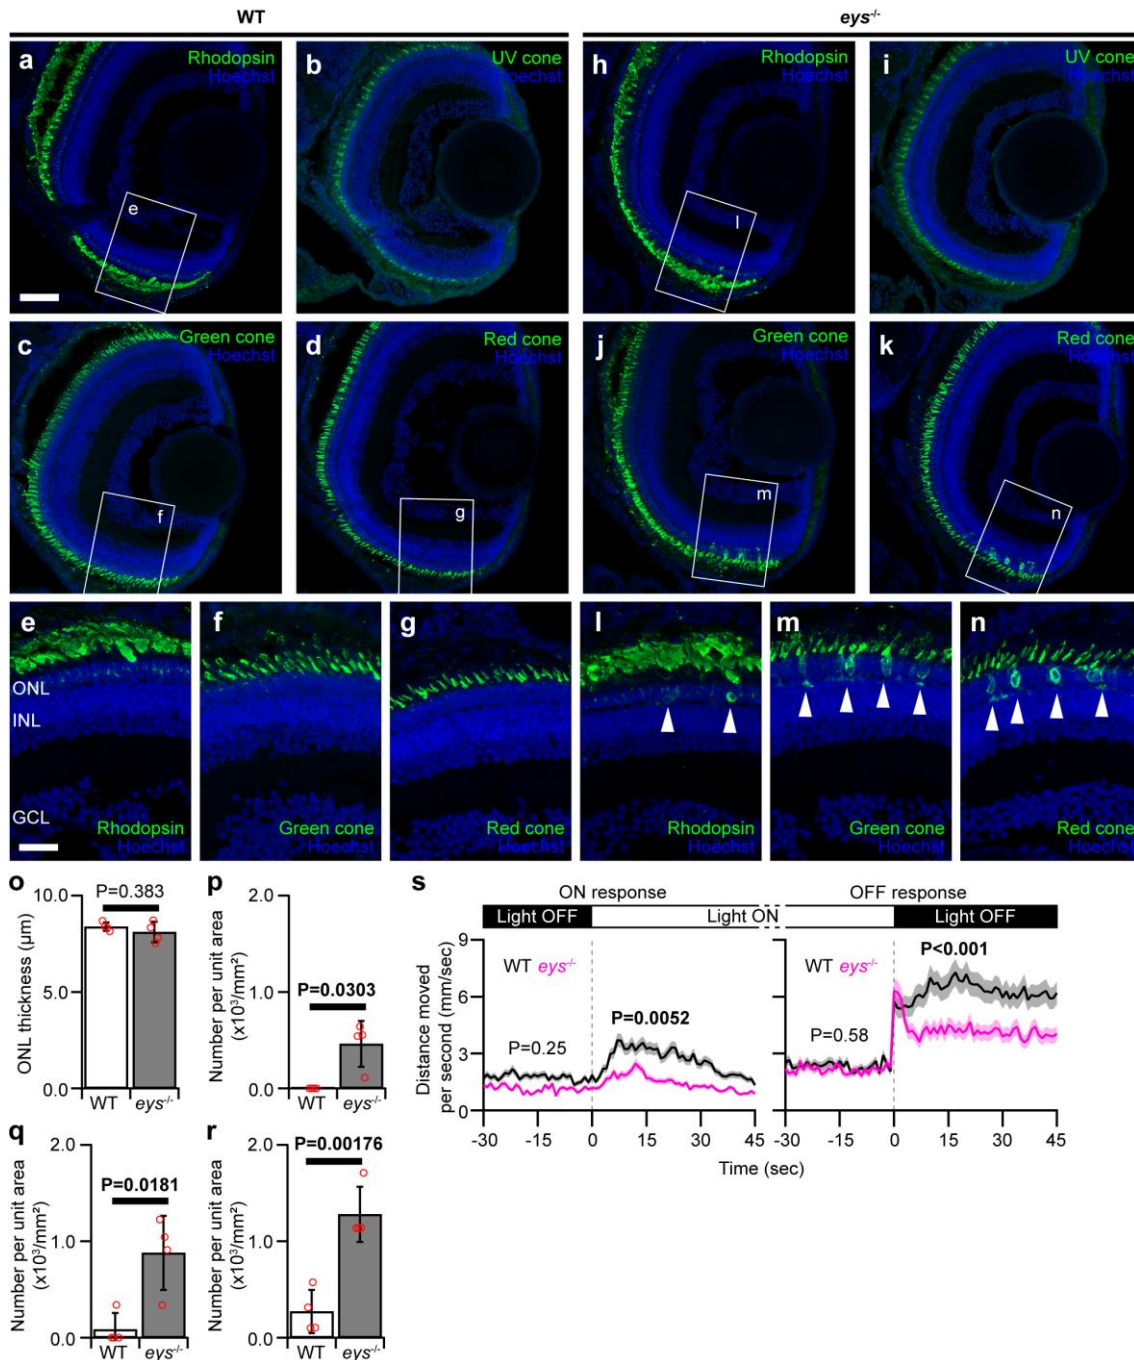 WT
eys-/-
a
Rhodopsin
Hoechst
e
b
UV cone
Hoechst
h
Rhodopsin
Hoechst
l
i
UV cone
Hoechst
c
Green cone
Hoechst
f
d
Red cone
Hoechst
g
j
Green cone
Hoechst
m
k
Red cone
Hoechst
n
e
ONL
INL
GCL
Rhodopsin
Hoechst
f
Green cone
Hoechst
g
Red cone
Hoechst
l
Rhodopsin
Hoechst
m
Green cone
Hoechst
n
Red cone
Hoechst
o
P=0.383
ONL thickness (µm)
10.0
5.0
0.0
WT
eys-/-
p
P=0.0303
Number per unit area
(x10³/mm²)
2.0
1.0
0.0
WT
eys-/-
s
ON response
OFF response
Light OFF
Light ON
Light OFF
Distance moved
per second (mm/sec)
9
6
3
0
WT eys-/-
P=0.25
P=0.0052
WT eys-/-
P=0.58
P<0.001
-30
-15
0
15
30
45
-30
-15
0
15
30
45
Time (sec)
q
P=0.0181
Number per unit area
(x10³/mm²)
2.0
1.0
0.0
WT
eys-/-
r
P=0.00176
Number per unit area
(x10³/mm²)
2.0
1.0
0.0
WT
eys-/-